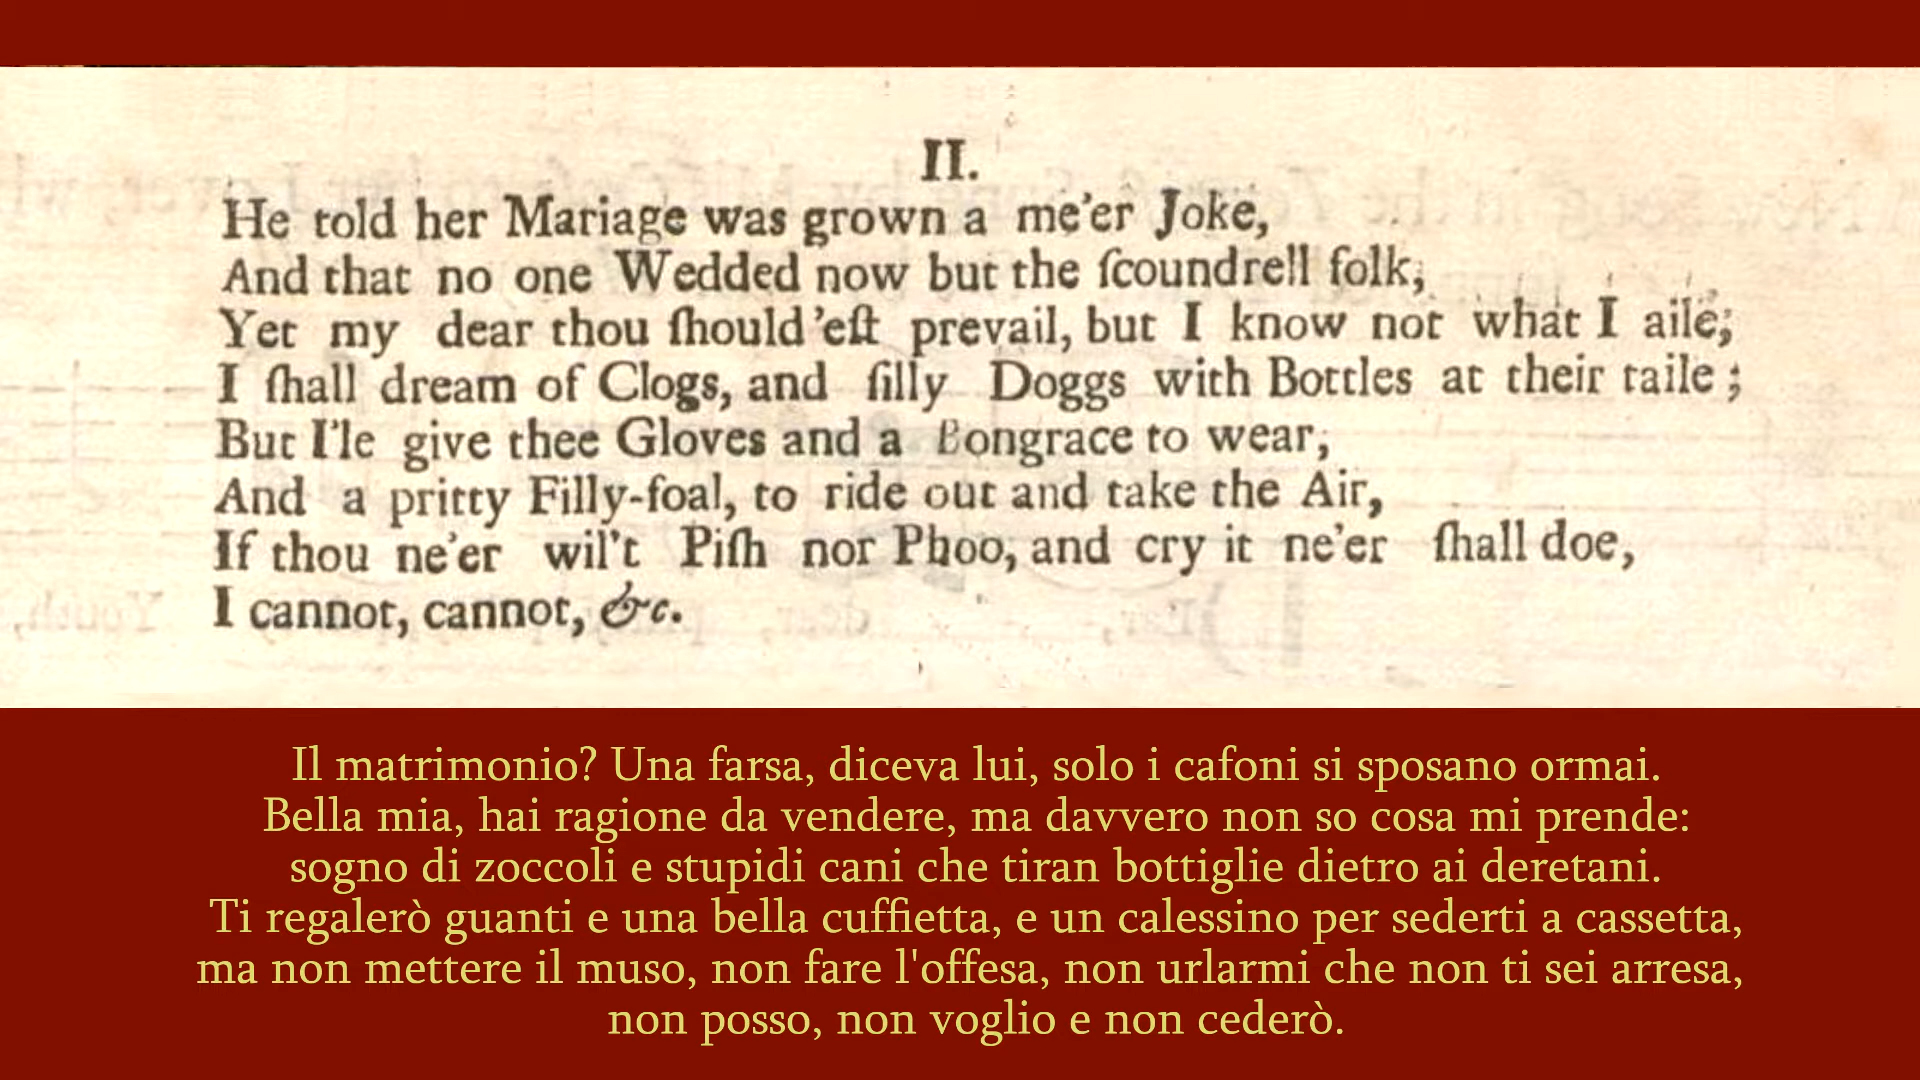 II.
He told her Mariage was grown a me'er Joke,
And that no one Wedded now but the ſcoundrell folk,
Yet my dear thou ſhould'eſt prevail, but I know not what I aile;
I ſhall dream of Clogs, and ſilly Doggs with Bottles at their taile;
But I'le give thee Gloves and a Bongrace to wear,
And a pritty Filly-foal, to ride out and take the Air,
If thou ne'er wil't Piſh nor Phoo, and cry it ne'er ſhall doe,
I cannot, cannot, &c.
Il matrimonio? Una farsa, diceva lui, solo i cafoni si sposano ormai.
Bella mia, hai ragione da vendere, ma davvero non so cosa mi prende:
sogno di zoccoli e stupidi cani che tiran bottiglie dietro ai deretani.
Ti regalerò guanti e una bella cuffietta, e un calessino per sederti a cassetta,
ma non mettere il muso, non fare l'offesa, non urlarmi che non ti sei arresa,
non posso, non voglio e non cederò.